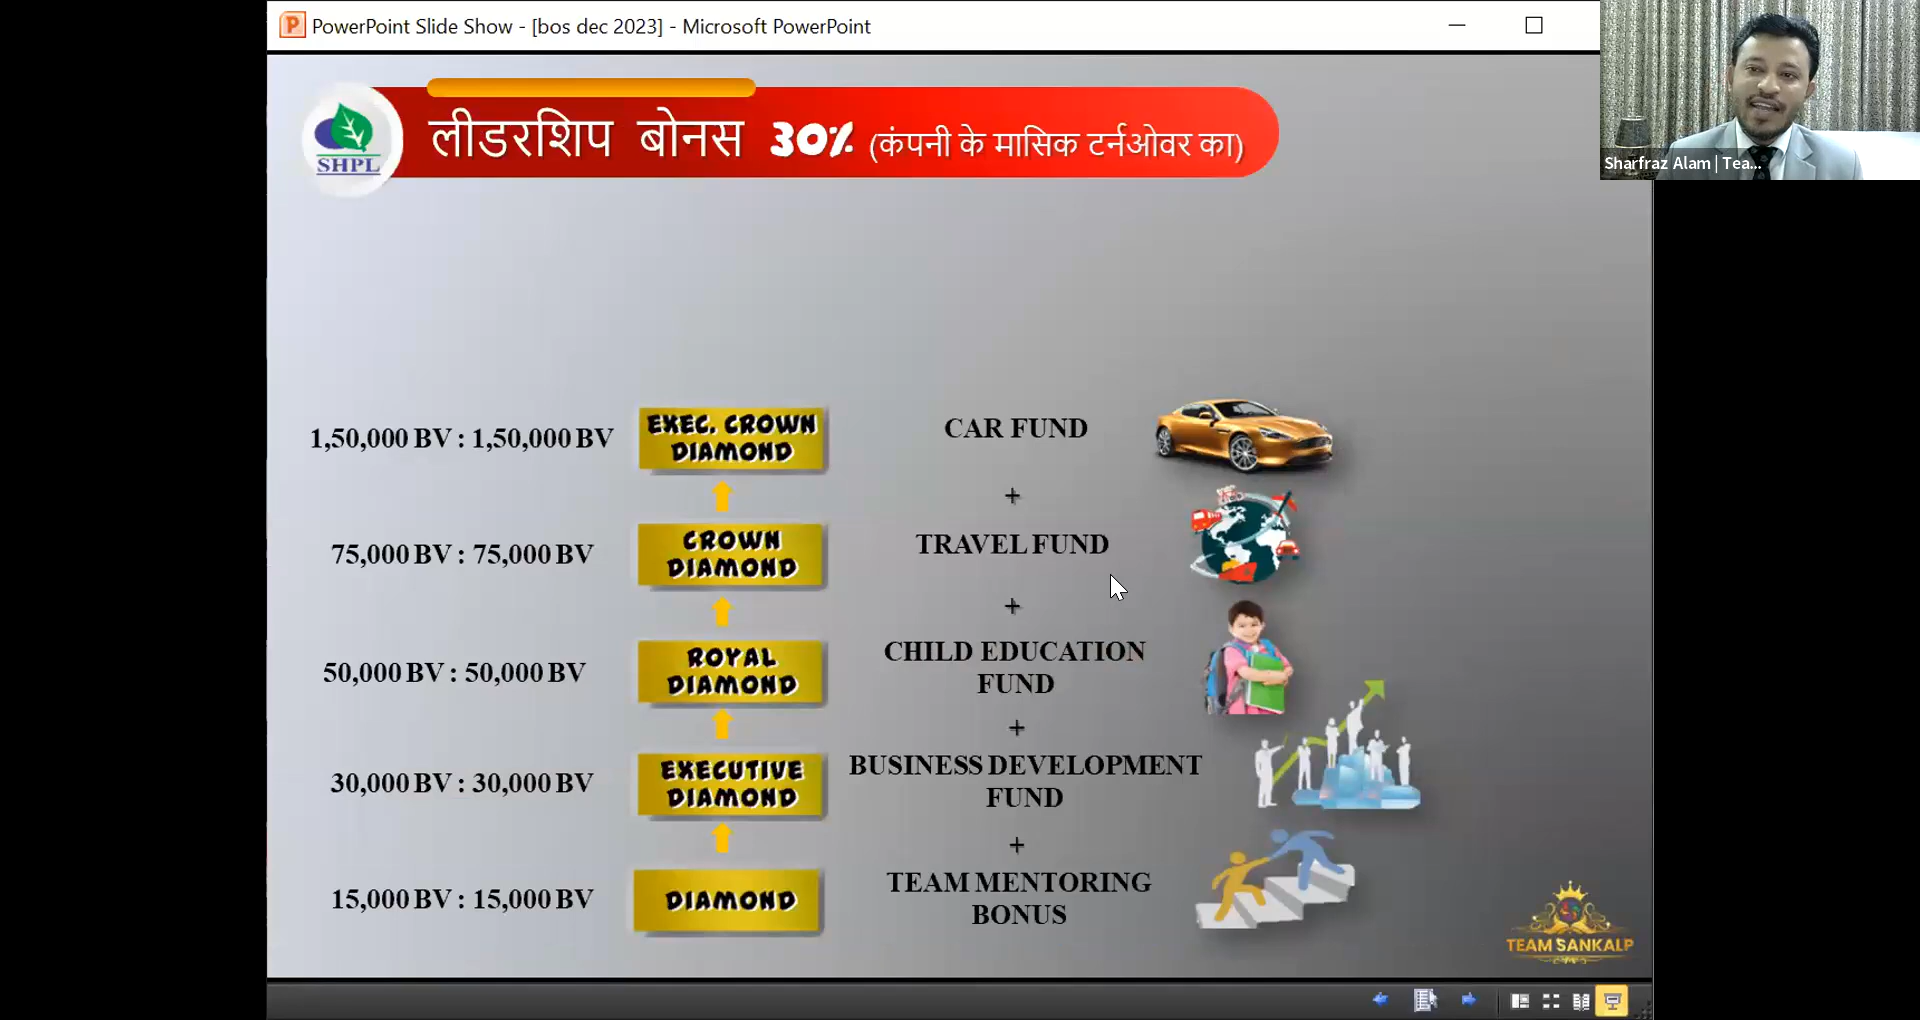 PowerPoint Slide Show - [bos dec 2023] - Microsoft PowerPoint
SHPL
लीडरशिप बोनस 30% (कंपनी के मासिक टर्नओवर का)
Sharfraz Alam | Tea...
1,50,000 BV : 1,50,000 BV
EXEC. CROWN
DIAMOND
CAR FUND
+
75,000 BV : 75,000 BV
CROWN
DIAMOND
TRAVEL FUND
+
50,000 BV : 50,000 BV
ROYAL
DIAMOND
CHILD EDUCATION
FUND
+
30,000 BV : 30,000 BV
EXECUTIVE
DIAMOND
BUSINESS DEVELOPMENT
FUND
+
15,000 BV : 15,000 BV
DIAMOND
TEAM MENTORING
BONUS
TEAM SANKALP